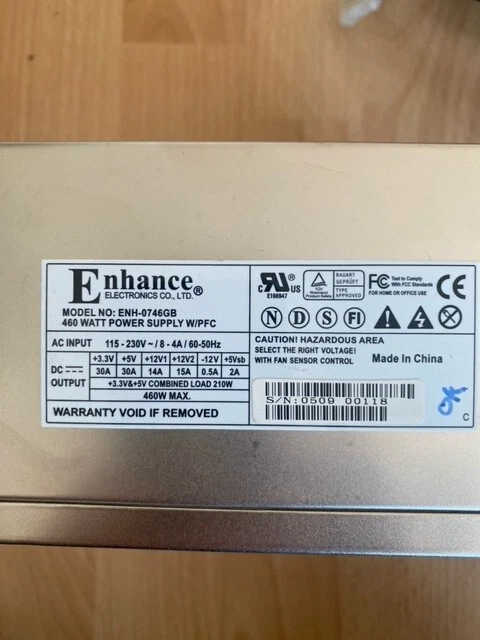 Enhance®
ELECTRONICS CO., LTD.
MODEL NO: ENH-0746GB
460 WATT POWER SUPPLY W/PFC
AC INPUT 115 - 230V ~ / 8 - 4A / 60-50Hz
DC OUTPUT
+3.3V +5V +12V1 +12V2 -12V +5Vsb
30A 30A 14A 15A 0.5A 2A
+3.3V&+5V COMBINED LOAD 210W
460W MAX.
WARRANTY VOID IF REMOVED
C US
E166947
TÜV
BAUART GEPRÜFT
TYPE APPROVED
FC Test to Comply
With FCC Standards
FOR HOME OR OFFICE USE
CE
N D S FI
CAUTION! HAZARDOUS AREA
SELECT THE RIGHT VOLTAGE!
WITH FAN SENSOR CONTROL
Made In China
S/N:0509 00118
OK
C